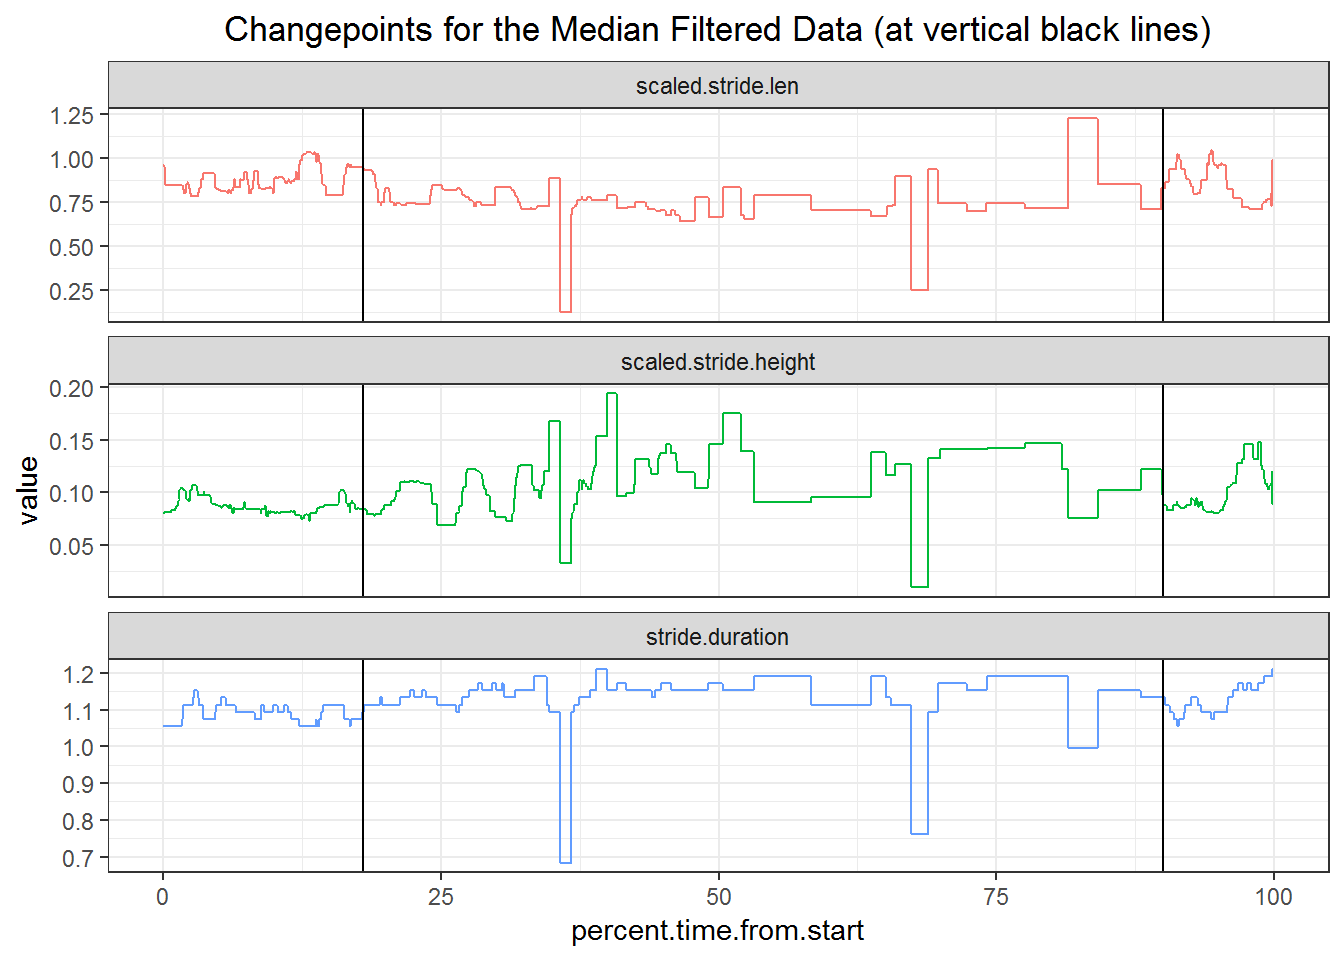 Changepoints for the Median Filtered Data (at vertical black lines)
scaled.stride.len
1.25
1.00
0.75
0.50
0.25
scaled.stride.height
0.20
0.15
0.10
0.05
value
stride.duration
1.2
1.1
1.0
0.9
0.8
0.7
0 25 50 75 100
percent.time.from.start